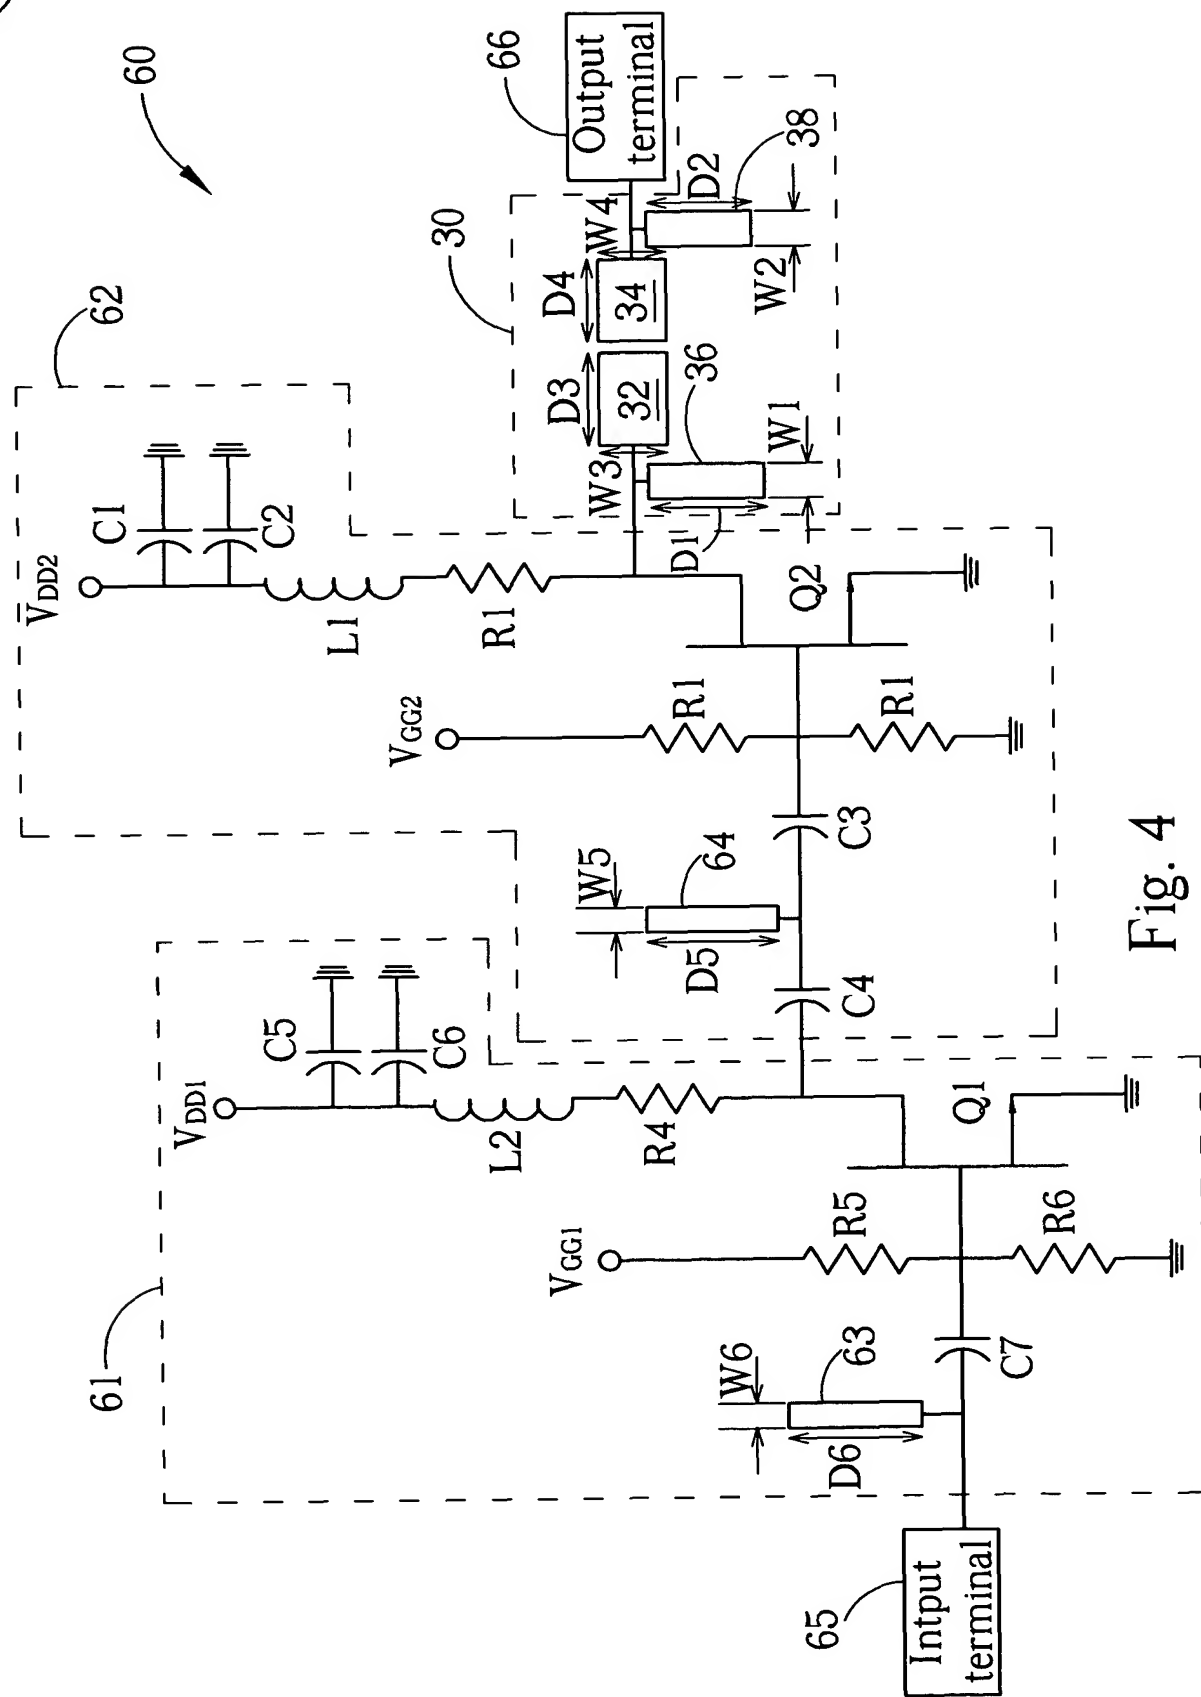 60
62
30
66
Output
terminal
VDD2
C1
C2
L1
R1
W3
D3
32
D4
34
W4
D2
38
W2
36
W1
D1
Q2
VGG2
R1
R1
C3
64
W5
D5
C4
61
VDD1
C5
C6
L2
R4
Q1
VGG1
R5
R6
C7
63
W6
D6
65
Intput
terminal
Fig. 4